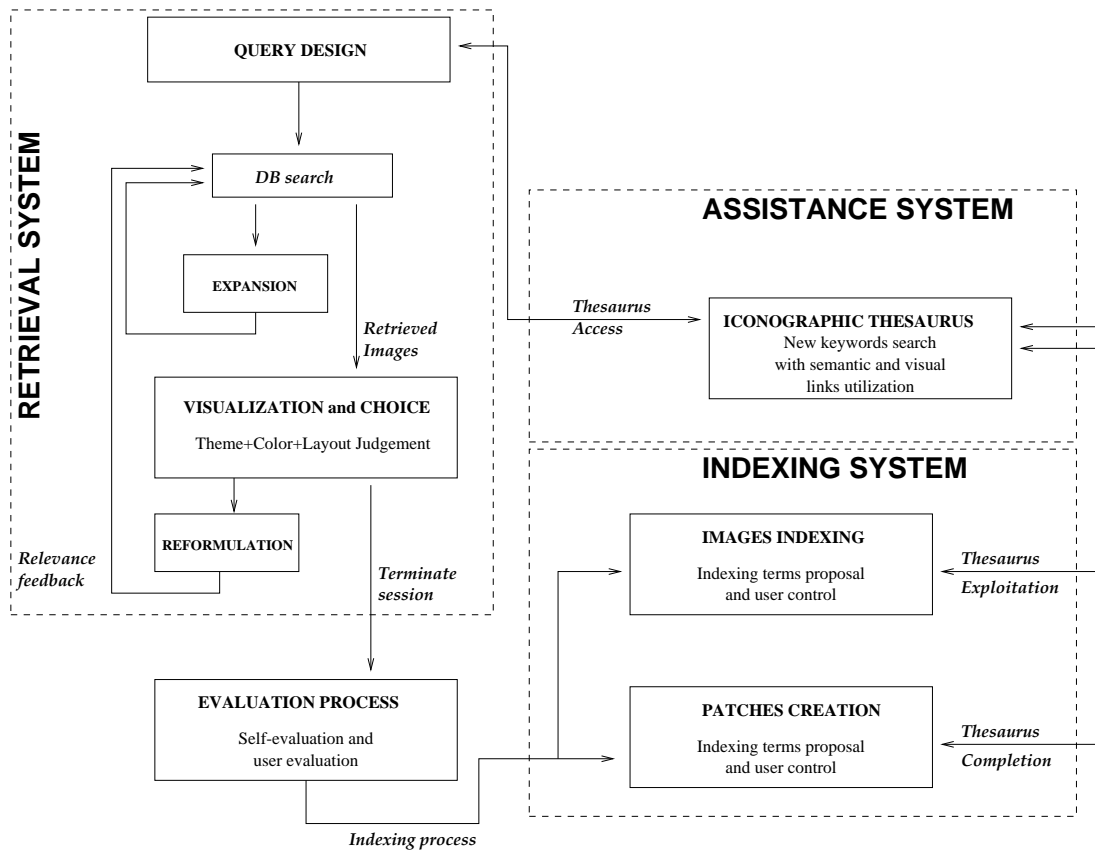 RETRIEVAL SYSTEM
QUERY DESIGN
DB search
EXPANSION
Retrieved
Images
VISUALIZATION and CHOICE
Theme+Color+Layout Judgement
REFORMULATION
Relevance
feedback
Terminate
session
EVALUATION PROCESS
Self-evaluation and
user evaluation
Indexing process
ASSISTANCE SYSTEM
Thesaurus
Access
ICONOGRAPHIC THESAURUS
New keywords search
with semantic and visual
links utilization
INDEXING SYSTEM
IMAGES INDEXING
Indexing terms proposal
and user control
Thesaurus
Exploitation
PATCHES CREATION
Indexing terms proposal
and user control
Thesaurus
Completion